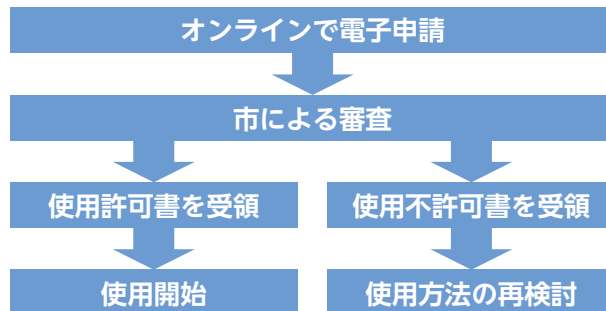 オンラインで電子申請
市による審査
使用許可書を受領
使用不許可書を受領
使用開始
使用方法の再検討